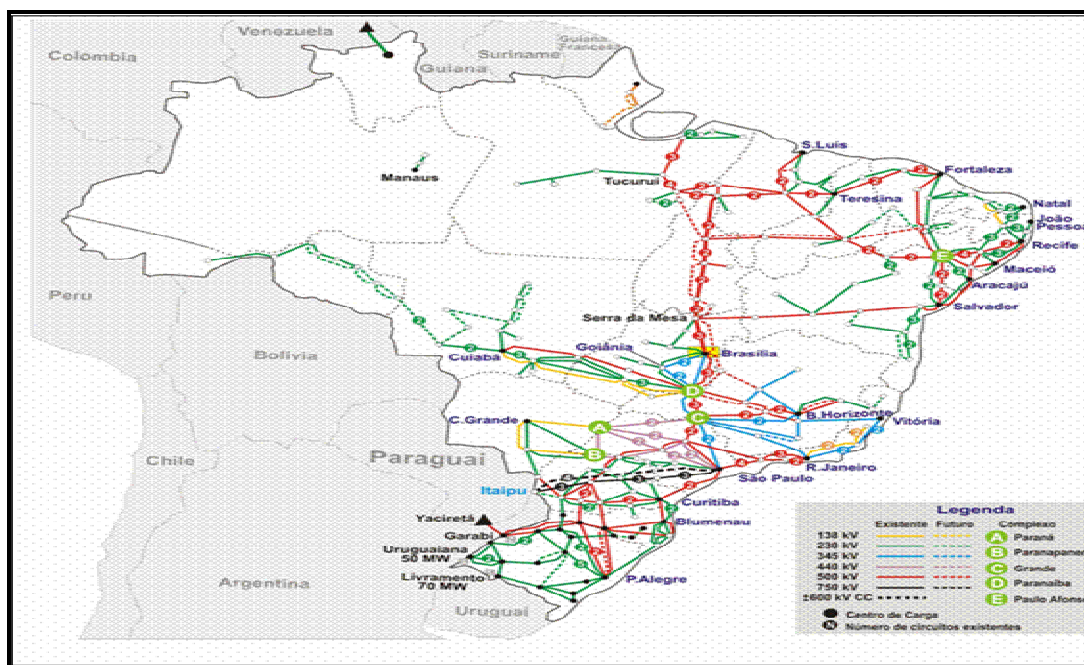 Venezuela
Colombia
Guiana
Suriname
Guiana
Francesa
Manaus
Tucurui
S.Luís
Fortaleza
Teresina
Natal
João
Pessoa
Recife
Maceió
Aracajú
Salvador
Peru
Serra da Mesa
Bolivia
Cuiabá
Goiânia
Brasília
C.Grande
B.Horizonte
Vitória
Chile
Paraguai
R.Janeiro
São Paulo
Itaipu
Curitiba
Blumenau
Yaciretã
Garabi
Uruguaiana
50 MW
Livramento
70 MW
P.Alegre
Argentina
Uruguai
A
B
C
D
E
Legenda
Existente Futuro Complexo
138 kV A Paraná
230 kV
345 kV B Paranapane
440 kV C Grande
500 kV D Paranaíba
750 kV
±600 kV CC E Paulo Afonso
Centro de Carga
N Número de circuitos existentes